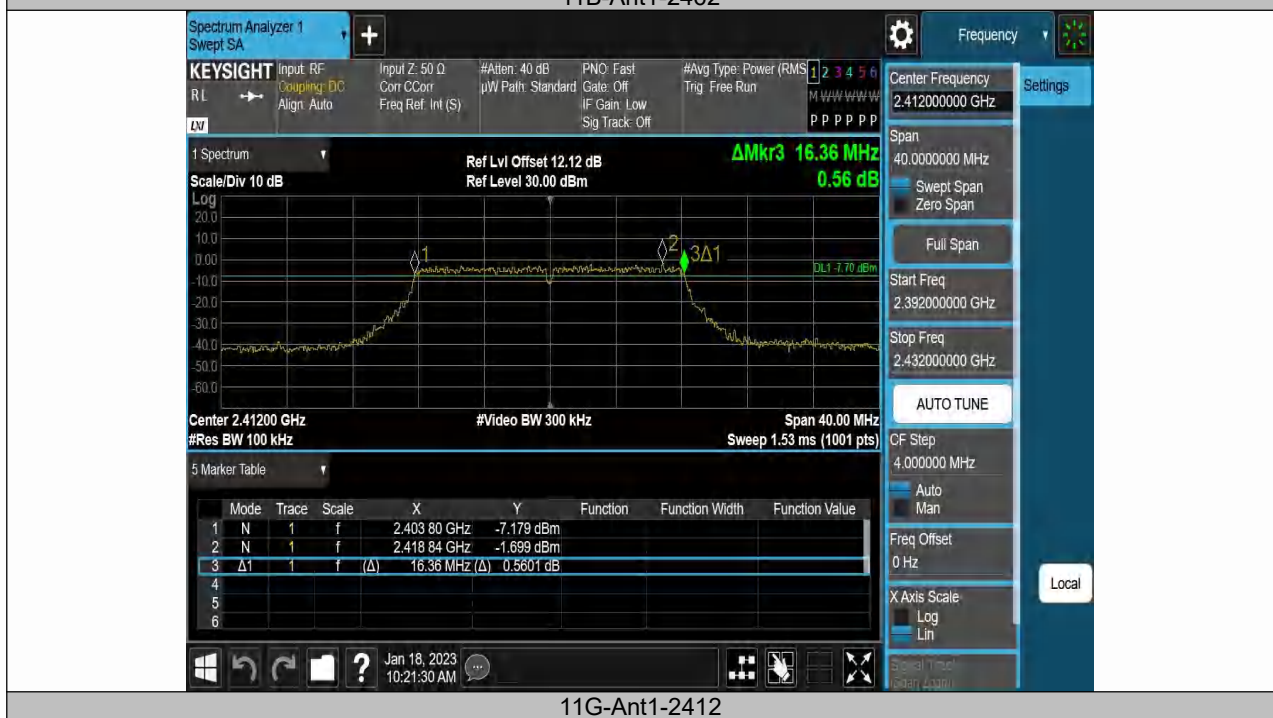 11B-Ant1-2462
Spectrum Analyzer 1
Swept SA
+
Frequency
KEYSIGHT
RL
LXI
Input: RF
Coupling: DC
Align: Auto
Input Z: 50 Ω
Corr CCorr
Freq Ref: Int (S)
#Atten: 40 dB
µW Path: Standard
PNO: Fast
Gate: Off
IF Gain: Low
Sig Track: Off
#Avg Type: Power (RMS
Trig: Free Run
1 2 3 4 5 6
M W W W W W
P P P P P P
Center Frequency
2.412000000 GHz
Settings
Span
40.0000000 MHz
Swept Span
Zero Span
Full Span
Start Freq
2.392000000 GHz
Stop Freq
2.432000000 GHz
AUTO TUNE
CF Step
4.000000 MHz
Auto
Man
Freq Offset
0 Hz
X Axis Scale
Log
Lin
Signal Track
(Span Zoom)
Local
1 Spectrum
Scale/Div 10 dB
Ref Lvl Offset 12.12 dB
Ref Level 30.00 dBm
ΔMkr3 16.36 MHz
0.56 dB
Log
20.0
10.0
0.00
-10.0
-20.0
-30.0
-40.0
-50.0
-60.0
1
2
3Δ1
DL1 -7.70 dBm
Center 2.41200 GHz
#Video BW 300 kHz
Span 40.00 MHz
#Res BW 100 kHz
Sweep 1.53 ms (1001 pts)
5 Marker Table
Mode Trace Scale X Y Function Function Width Function Value
1 N 1 f 2.403 80 GHz -7.179 dBm
2 N 1 f 2.418 84 GHz -1.699 dBm
3 Δ1 1 f (Δ) 16.36 MHz (Δ) 0.5601 dB
4
5
6
?
Jan 18, 2023
10:21:30 AM
11G-Ant1-2412